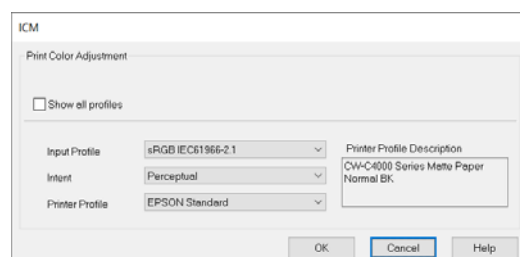 ICM
Print Color Adjustment
Show all profiles
Input Profile
sRGB IEC61966-2.1
Printer Profile Description
Intent
Perceptual
CW-C4000 Series Matte Paper
Normal BK
Printer Profile
EPSON Standard
OK
Cancel
Help